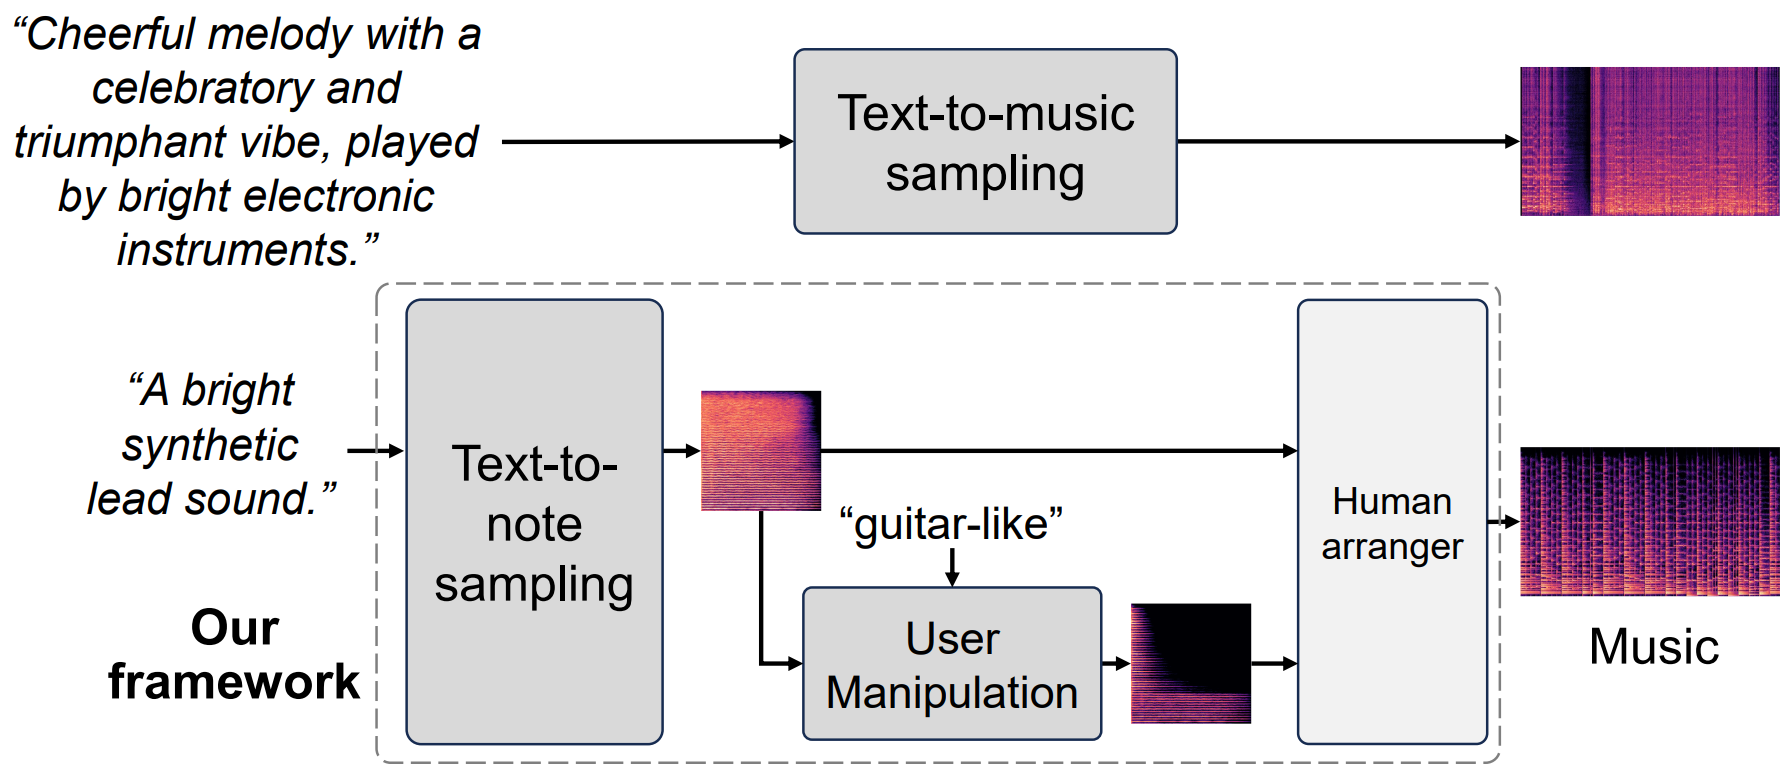 “Cheerful melody with a
celebratory and
triumphant vibe, played
by bright electronic
instruments.”
Text-to-music
sampling
“A bright
synthetic
lead sound.”
Our
framework
Text-to-
note
sampling
“guitar-like”
User
Manipulation
Human
arranger
Music